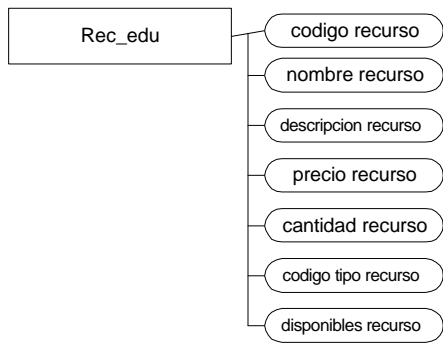 Rec_edu
codigo recurso
nombre recurso
descripcion recurso
precio recurso
cantidad recurso
codigo tipo recurso
disponibles recurso